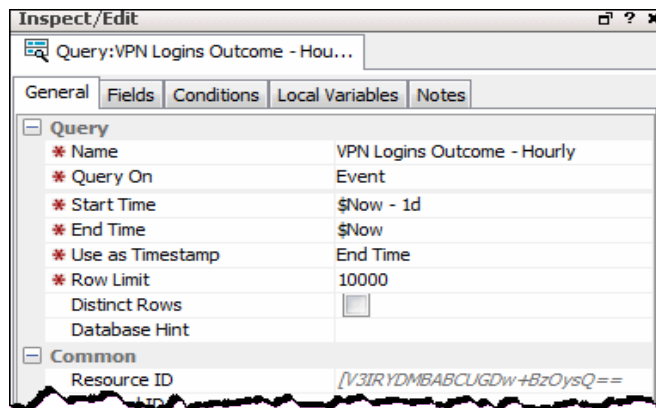 Inspect/Edit
Query:VPN Logins Outcome - Hou...
General Fields Conditions Local Variables Notes
Query
* Name VPN Logins Outcome - Hourly
* Query On Event
* Start Time $Now - 1d
* End Time $Now
* Use as Timestamp End Time
* Row Limit 10000
Distinct Rows
Database Hint
Common
Resource ID [V3IRYDMBABCUGDw+BzOysQ==